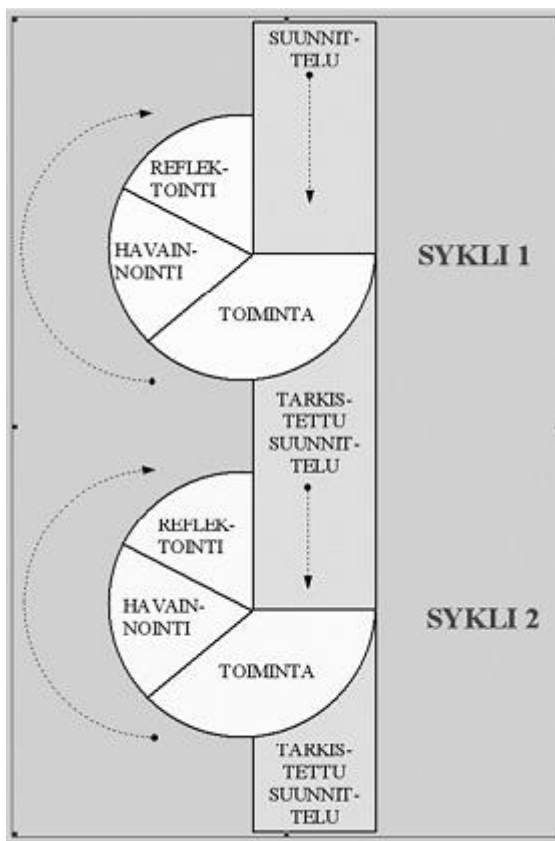 SUUNNIT-
TELU
REFLEK-
TOINTI
HAVAIN-
NOINTI
TOIMINTA
SYKLI 1
TARKIS-
TETTU
SUUNNIT-
TELU
REFLEK-
TOINTI
HAVAIN-
NOINTI
TOIMINTA
SYKLI 2
TARKIS-
TETTU
SUUNNIT-
TELU